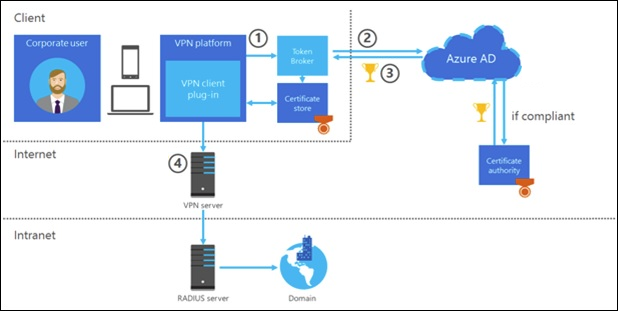 Client
Corporate user
VPN platform
VPN client
plug-in
1
Token
Broker
Certificate
store
2
3
Azure AD
if compliant
Certificate
authority
Internet
4
VPN server
Intranet
RADIUS server
Domain